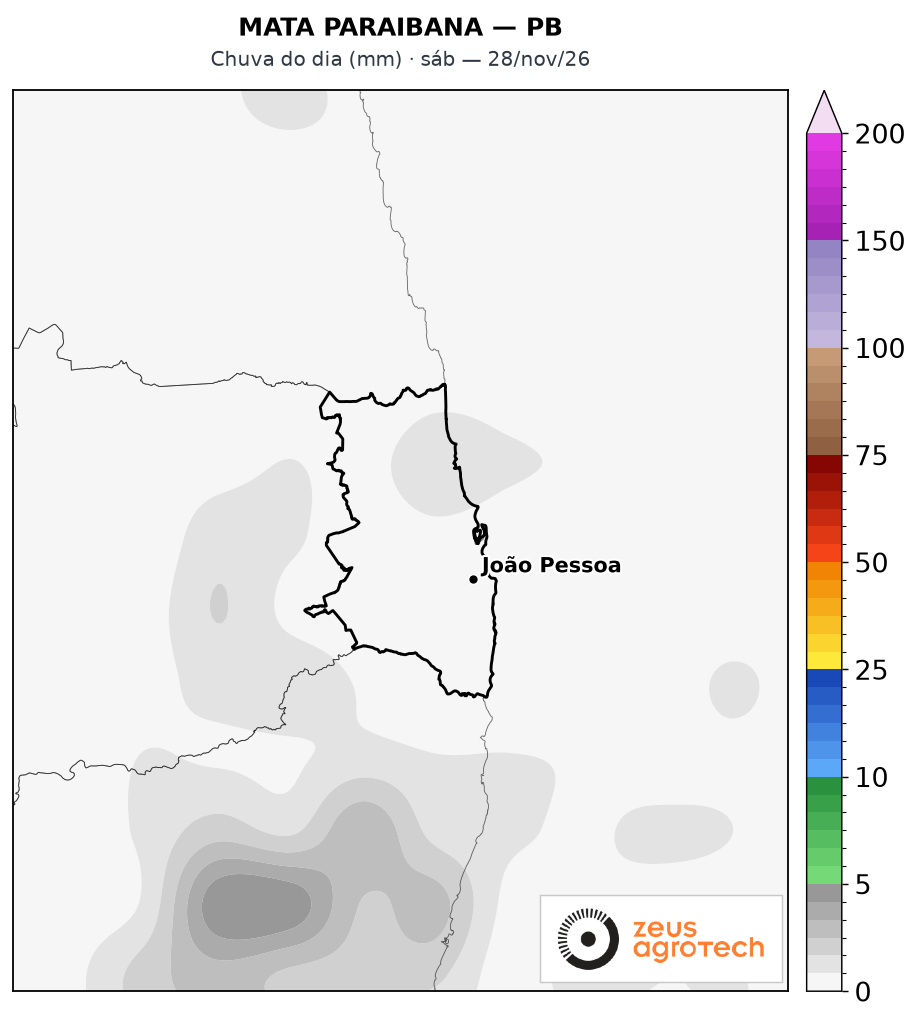 MATA PARAIBANA — PB
Chuva do dia (mm) · sáb — 28/nov/26
200
150
100
75
50
25
10
5
0
João Pessoa
zeus
agrotech